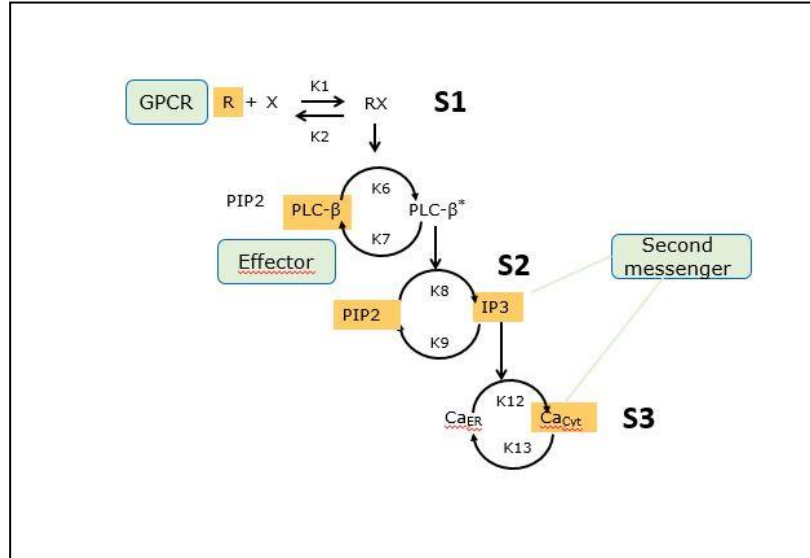 K1
GPCR R + X RX S1
K2
K6
PIP2 PLC-β PLC-β*
K7
Effector
S2
Second
messenger
K8
PIP2 IP3
K9
K12
CaER CaCyt S3
K13